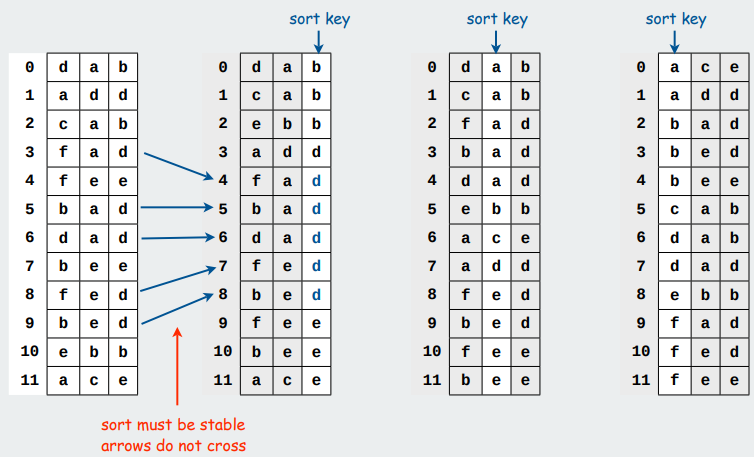 sort key sort key sort key
0 d a b 0 d a b 0 d a b 0 a c e
1 a d d 1 c a b 1 c a b 1 a d d
2 c a b 2 e b b 2 f a d 2 b a d
3 f a d 3 a d d 3 b a d 3 b e d
4 f e e 4 f a d 4 d a d 4 b e e
5 b a d 5 b a d 5 e b b 5 c a b
6 d a d 6 d a d 6 a c e 6 d a b
7 b e e 7 f e d 7 a d d 7 d a d
8 f e d 8 b e d 8 f e d 8 e b b
9 b e d 9 f e e 9 b e d 9 f a d
10 e b b 10 b e e 10 f e e 10 f e d
11 a c e 11 a c e 11 b e e 11 f e e
sort must be stable
arrows do not cross